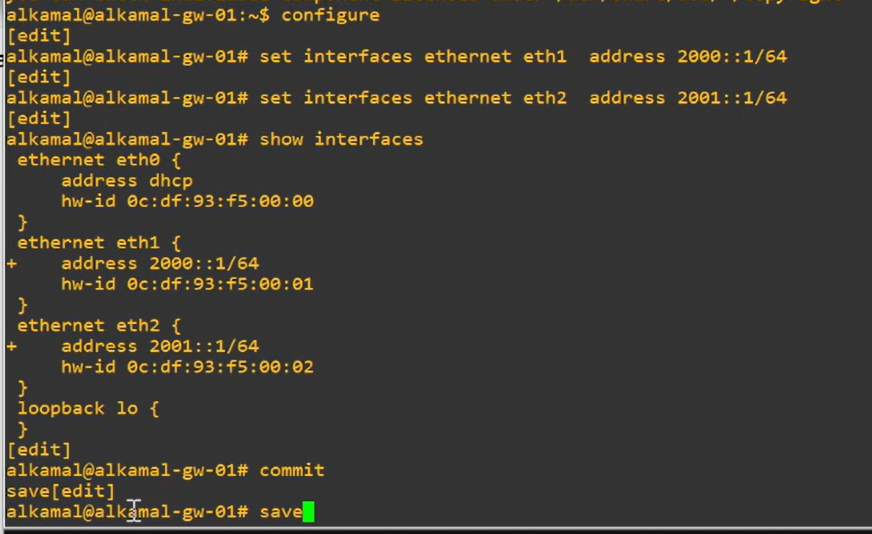 alkamal@alkamal-gw-01:~$ configure
[edit]
alkamal@alkamal-gw-01# set interfaces ethernet eth1  address 2000::1/64
[edit]
alkamal@alkamal-gw-01# set interfaces ethernet eth2  address 2001::1/64
[edit]
alkamal@alkamal-gw-01# show interfaces
 ethernet eth0 {
     address dhcp
     hw-id 0c:df:93:f5:00:00
 }
 ethernet eth1 {
+    address 2000::1/64
     hw-id 0c:df:93:f5:00:01
 }
 ethernet eth2 {
+    address 2001::1/64
     hw-id 0c:df:93:f5:00:02
 }
 loopback lo {
 }
[edit]
alkamal@alkamal-gw-01# commit
save[edit]
alkamal@alkamal-gw-01# save